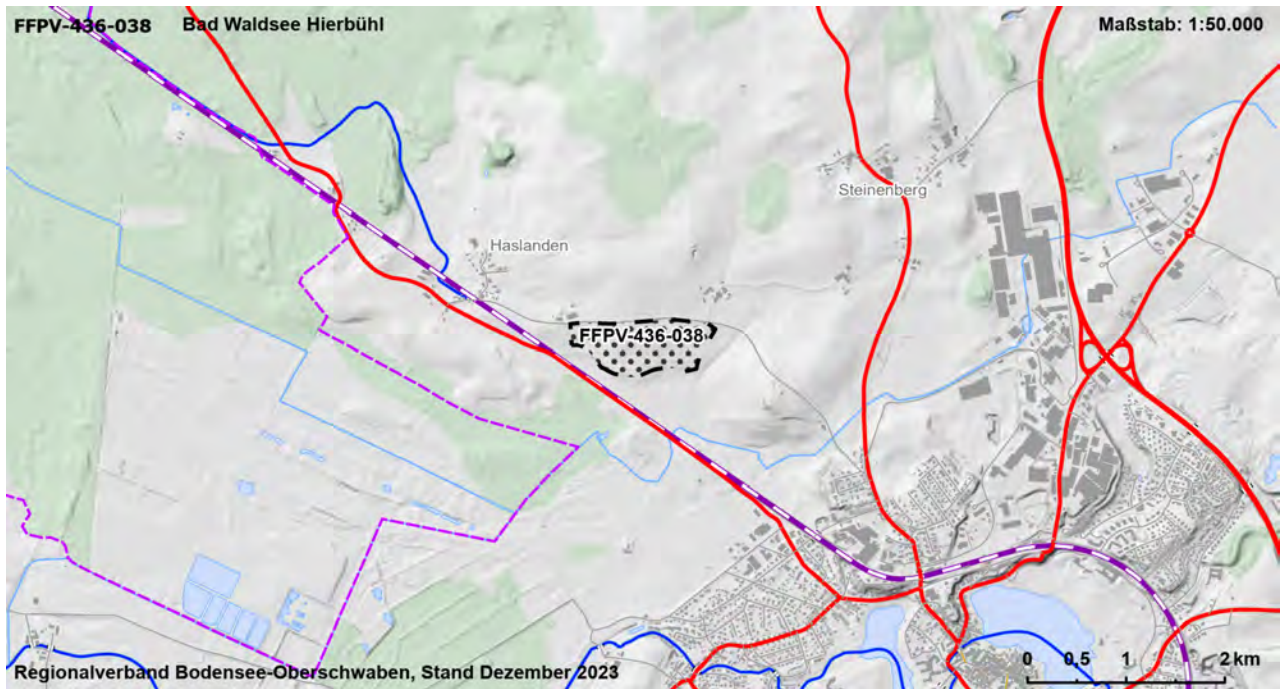 FFPV-436-038 Bad Waldsee Hierbühl Maßstab: 1:50.000
Steinenberg
Haslanden
FFPV-436-038
Regionalverband Bodensee-Oberschwaben, Stand Dezember 2023
0 0.5 1 2 km